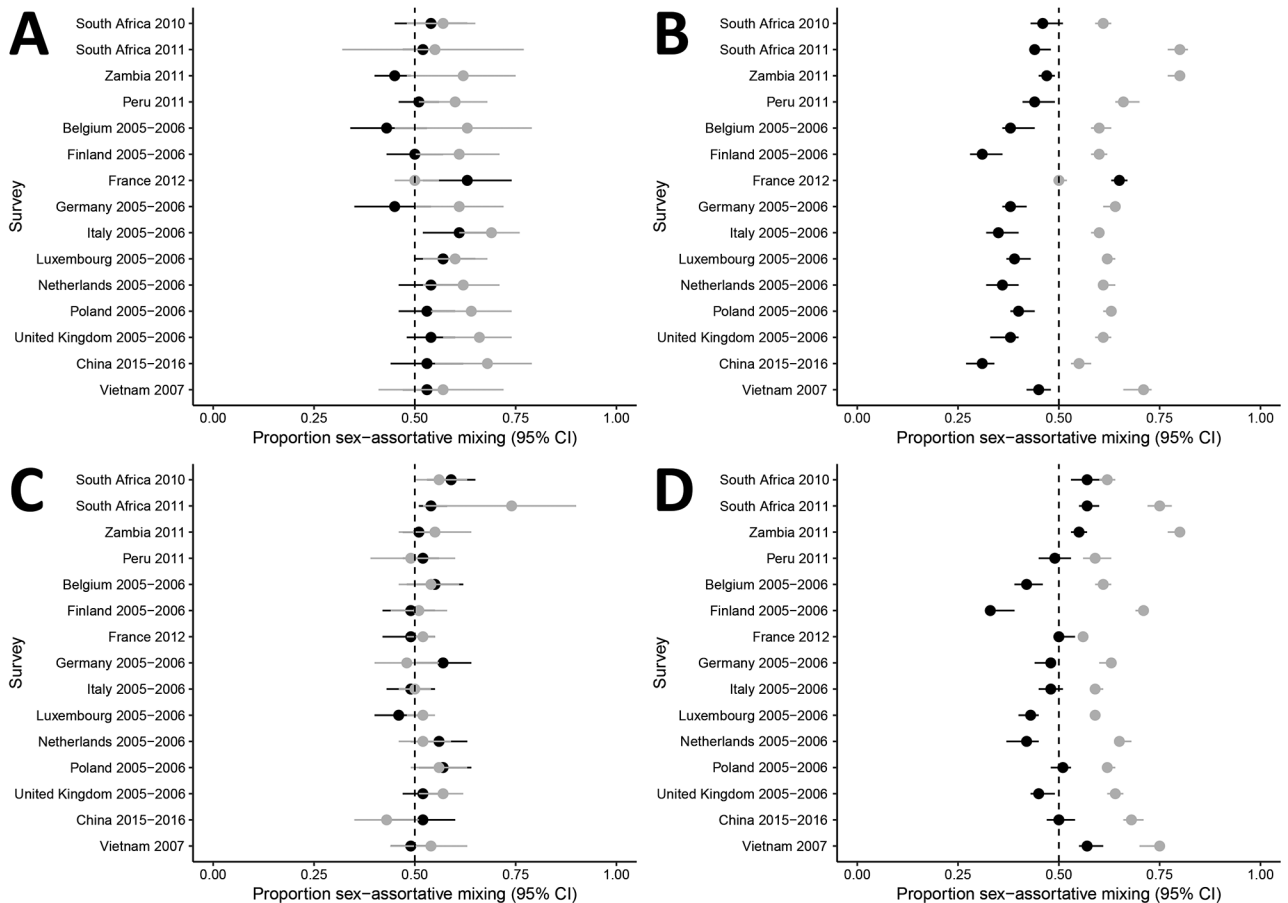 A
South Africa 2010
South Africa 2011
Zambia 2011
Peru 2011
Belgium 2005−2006
Finland 2005−2006
France 2012
Germany 2005−2006
Italy 2005−2006
Luxembourg 2005−2006
Netherlands 2005−2006
Poland 2005−2006
United Kingdom 2005−2006
China 2015−2016
Vietnam 2007
Survey
0.00 0.25 0.50 0.75 1.00
Proportion sex−assortative mixing (95% CI)
B
South Africa 2010
South Africa 2011
Zambia 2011
Peru 2011
Belgium 2005−2006
Finland 2005−2006
France 2012
Germany 2005−2006
Italy 2005−2006
Luxembourg 2005−2006
Netherlands 2005−2006
Poland 2005−2006
United Kingdom 2005−2006
China 2015−2016
Vietnam 2007
Survey
0.00 0.25 0.50 0.75 1.00
Proportion sex−assortative mixing (95% CI)
C
South Africa 2010
South Africa 2011
Zambia 2011
Peru 2011
Belgium 2005−2006
Finland 2005−2006
France 2012
Germany 2005−2006
Italy 2005−2006
Luxembourg 2005−2006
Netherlands 2005−2006
Poland 2005−2006
United Kingdom 2005−2006
China 2015−2016
Vietnam 2007
Survey
0.00 0.25 0.50 0.75 1.00
Proportion sex−assortative mixing (95% CI)
D
South Africa 2010
South Africa 2011
Zambia 2011
Peru 2011
Belgium 2005−2006
Finland 2005−2006
France 2012
Germany 2005−2006
Italy 2005−2006
Luxembourg 2005−2006
Netherlands 2005−2006
Poland 2005−2006
United Kingdom 2005−2006
China 2015−2016
Vietnam 2007
Survey
0.00 0.25 0.50 0.75 1.00
Proportion sex−assortative mixing (95% CI)